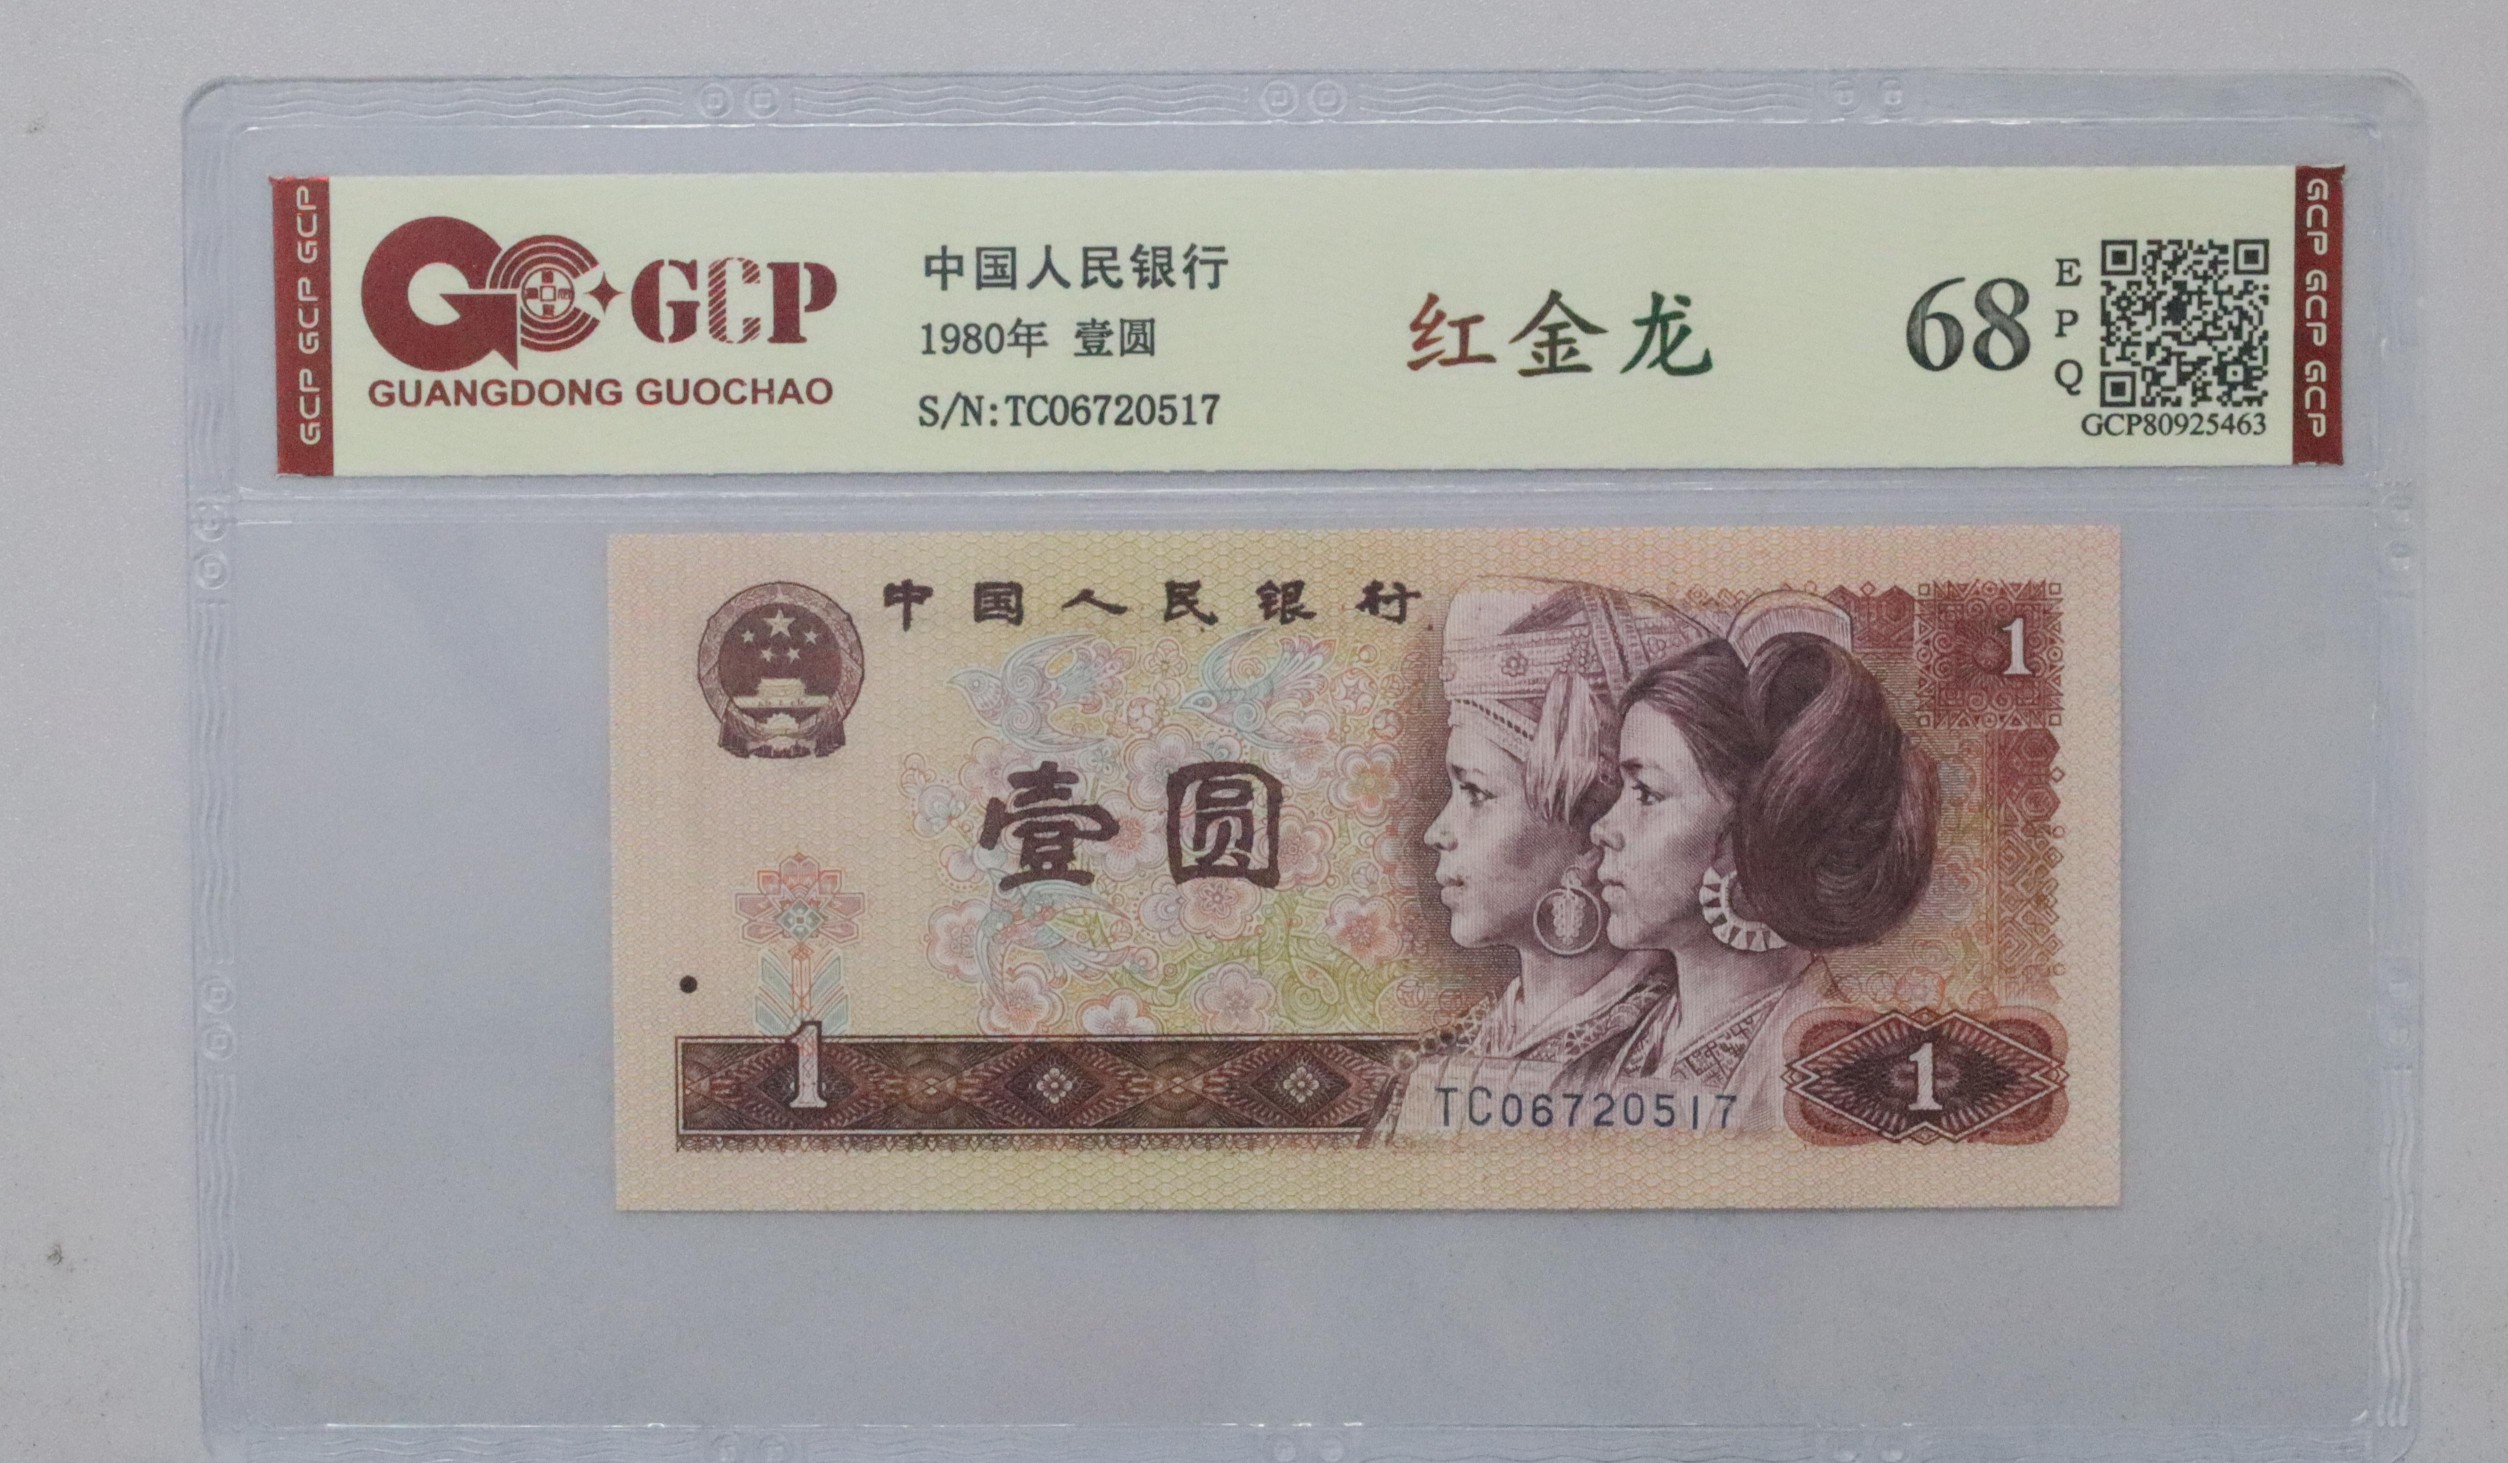 GCP GCP GCP
GCP
GUANGDONG GUOCHAO
中国人民银行
1980年 壹圆
S/N:TC06720517
红金龙
68
EPQ
GCP80925463
GCP GCP GCP
中国人民银行
1
壹圆
1
1
TC06720517